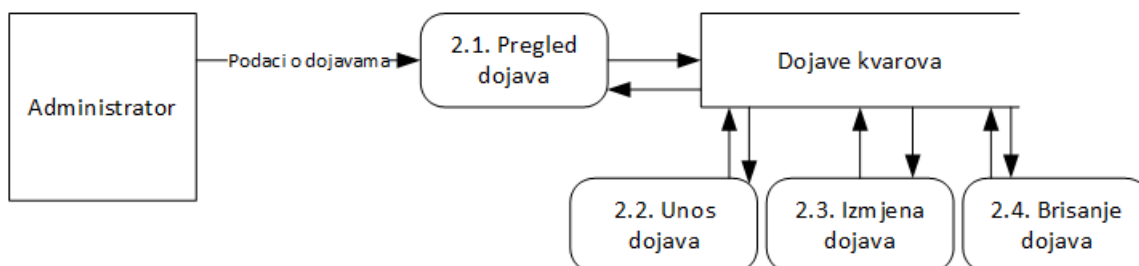 Administrator
Podaci o dojavama
2.1. Pregled
dojava
Dojave kvarova
2.2. Unos
dojava
2.3. Izmjena
dojava
2.4. Brisanje
dojava